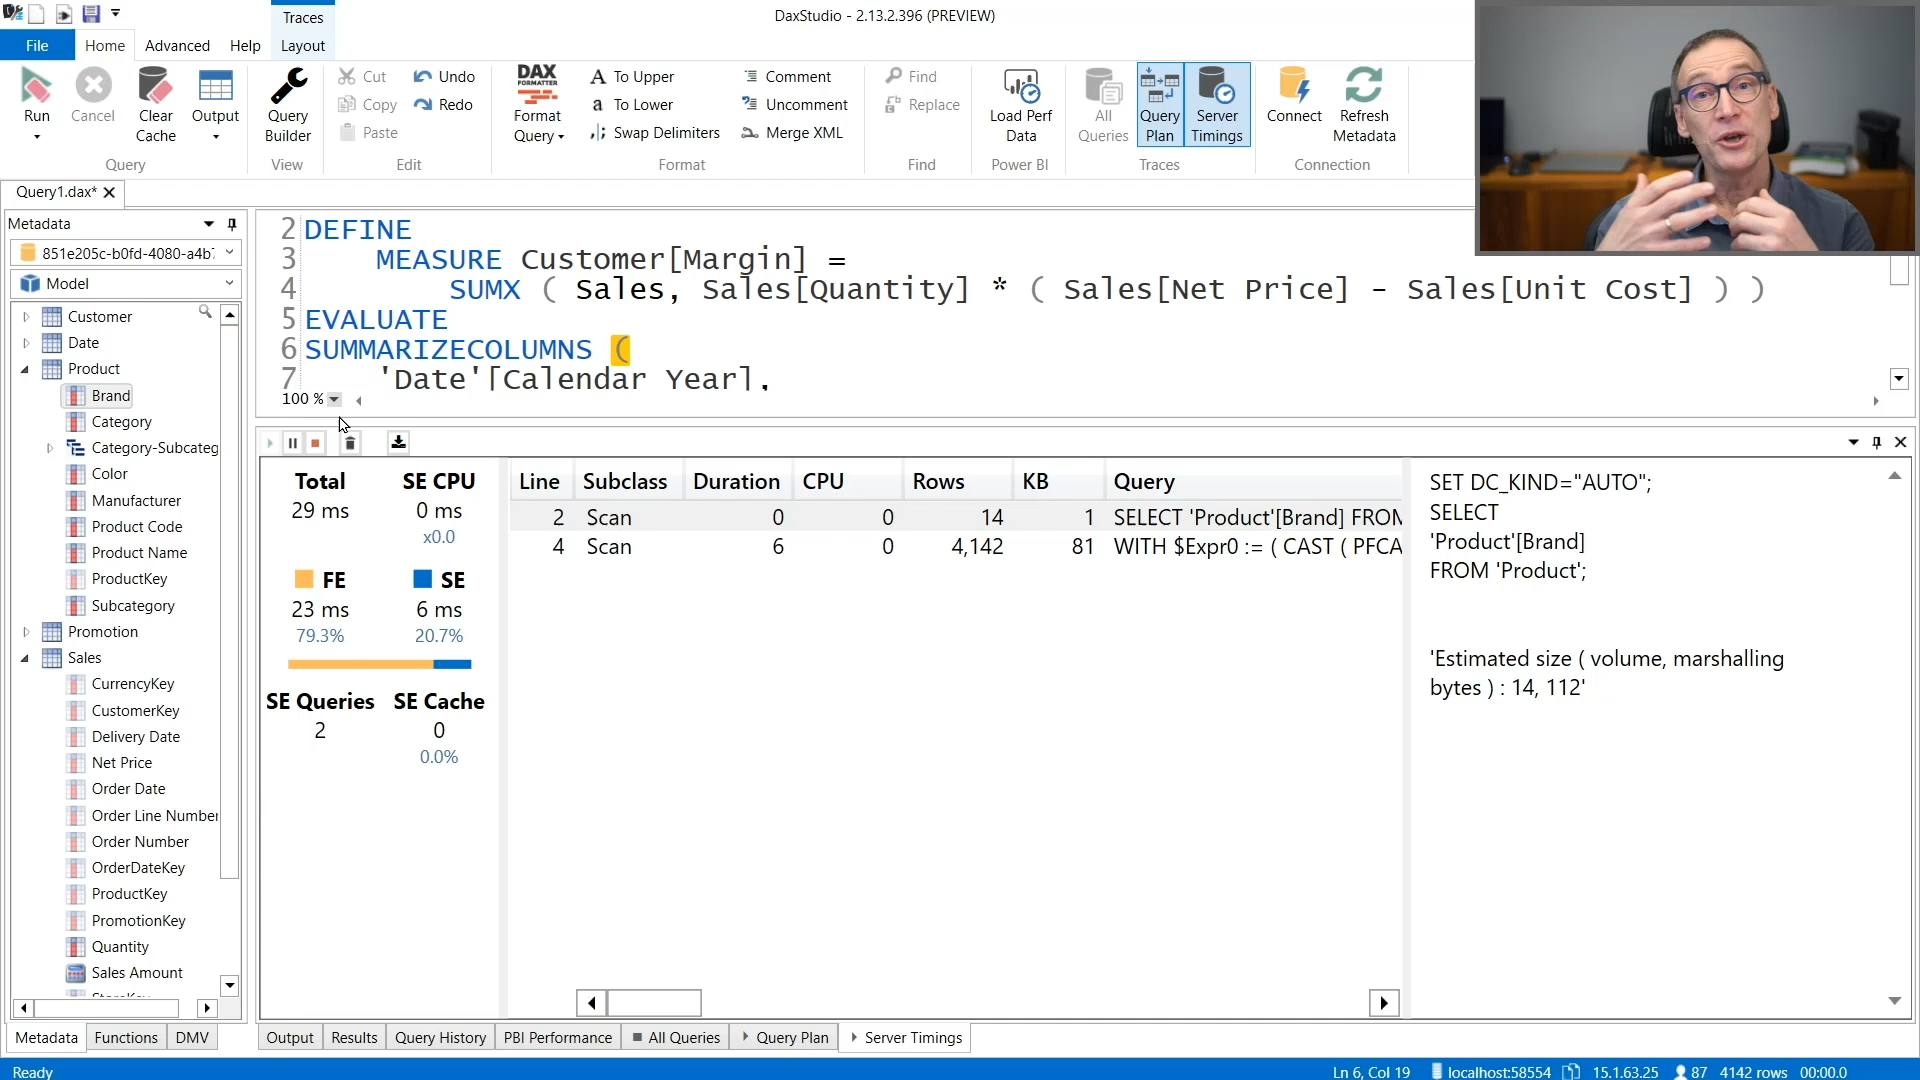 DaxStudio - 2.13.2.396 (PREVIEW)
Traces
File Home Advanced Help Layout
Run
Cancel
Clear Cache
Output
Query
Query Builder
View
Cut
Copy
Paste
Undo
Redo
Edit
DAX
FORMATTER
Format Query
To Upper
To Lower
Swap Delimiters
Comment
Uncomment
Merge XML
Format
Find
Replace
Find
Load Perf Data
Power BI
All Queries
Query Plan
Server Timings
Traces
Connect
Refresh Metadata
Connection
Query1.dax*
Metadata
851e205c-b0fd-4080-a4b
Model
Customer
Date
Product
Brand
Category
Category-Subcateg
Color
Manufacturer
Product Code
Product Name
ProductKey
Subcategory
Promotion
Sales
CurrencyKey
CustomerKey
Delivery Date
Net Price
Order Date
Order Line Number
Order Number
OrderDateKey
ProductKey
PromotionKey
Quantity
Sales Amount
Metadata Functions DMV
2 DEFINE
3 MEASURE Customer[Margin] =
4 SUMX ( Sales, Sales[Quantity] * ( Sales[Net Price] - Sales[Unit Cost] ) )
5 EVALUATE
6 SUMMARIZECOLUMNS (
7 'Date'[Calendar Year],
100 %
Total SE CPU
29 ms 0 ms
x0.0
FE SE
23 ms 6 ms
79.3% 20.7%
SE Queries SE Cache
2 0
0.0%
Line Subclass Duration CPU Rows KB Query
2 Scan 0 0 14 1 SELECT 'Product'[Brand] FROM
4 Scan 6 0 4,142 81 WITH $Expr0 := ( CAST ( PFCA
SET DC_KIND="AUTO";
SELECT
'Product'[Brand]
FROM 'Product';
'Estimated size ( volume, marshalling
bytes ) : 14, 112'
Output Results Query History PBI Performance All Queries Query Plan Server Timings
Ready Ln 6, Col 19 localhost:58554 15.1.63.25 87 4142 rows 00:00.0